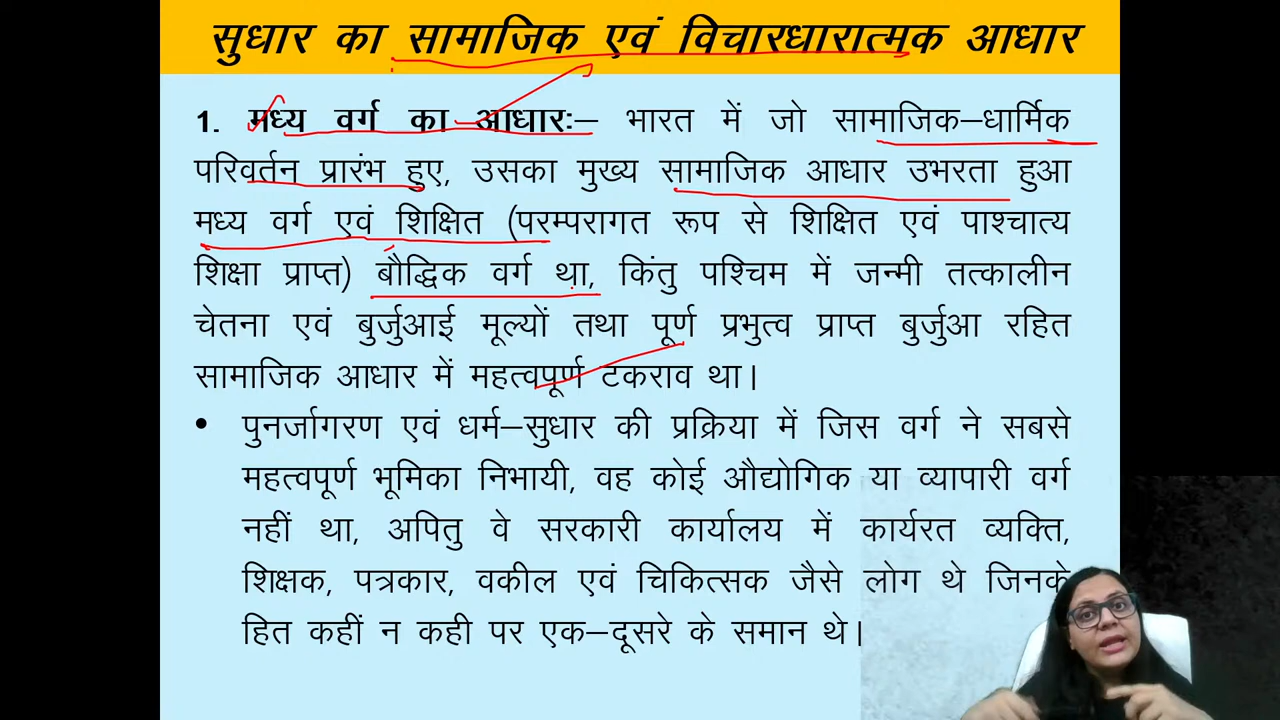 सुधार का सामाजिक एवं विचारधारात्मक आधार
1. मध्य वर्ग का आधारः– भारत में जो सामाजिक–धार्मिक
परिवर्तन प्रारंभ हुए, उसका मुख्य सामाजिक आधार उभरता हुआ
मध्य वर्ग एवं शिक्षित (परम्परागत रूप से शिक्षित एवं पाश्चात्य
शिक्षा प्राप्त) बौद्धिक वर्ग था, किंतु पश्चिम में जन्मी तत्कालीन
चेतना एवं बुर्जुआई मूल्यों तथा पूर्ण प्रभुत्व प्राप्त बुर्जुआ रहित
सामाजिक आधार में महत्वपूर्ण टकराव था।
• पुनर्जागरण एवं धर्म–सुधार की प्रक्रिया में जिस वर्ग ने सबसे
महत्वपूर्ण भूमिका निभायी, वह कोई औद्योगिक या व्यापारी वर्ग
नहीं था, अपितु वे सरकारी कार्यालय में कार्यरत व्यक्ति,
शिक्षक, पत्रकार, वकील एवं चिकित्सक जैसे लोग थे जिनके
हित कहीं न कही पर एक–दूसरे के समान थे।